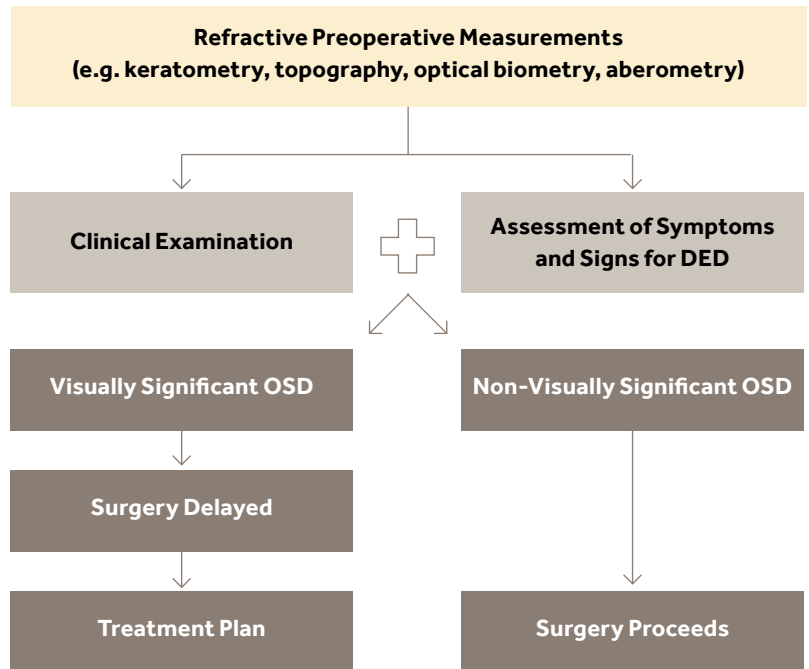 Refractive Preoperative Measurements
(e.g. keratometry, topography, optical biometry, aberometry)
Clinical Examination
Assessment of Symptoms
and Signs for DED
Visually Significant OSD
Non-Visually Significant OSD
Surgery Delayed
Treatment Plan
Surgery Proceeds